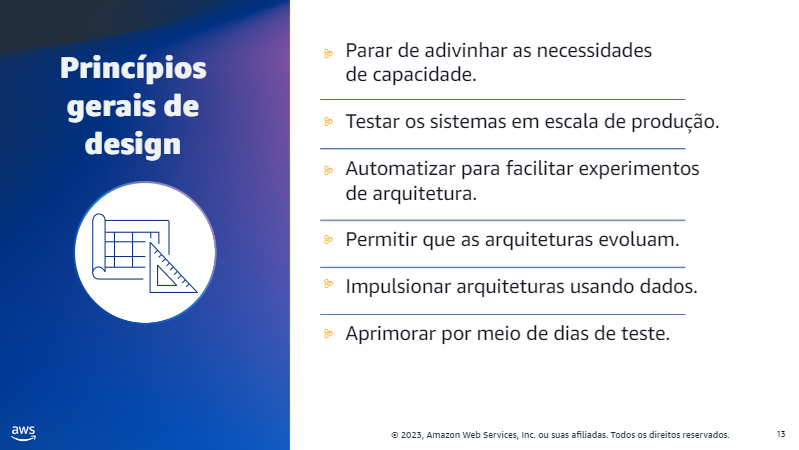 Princípios
gerais de
design
Parar de adivinhar as necessidades
de capacidade.
Testar os sistemas em escala de produção.
Automatizar para facilitar experimentos
de arquitetura.
Permitir que as arquiteturas evoluam.
Impulsionar arquiteturas usando dados.
Aprimorar por meio de dias de teste.
aws
© 2023, Amazon Web Services, Inc. ou suas afiliadas. Todos os direitos reservados.
13